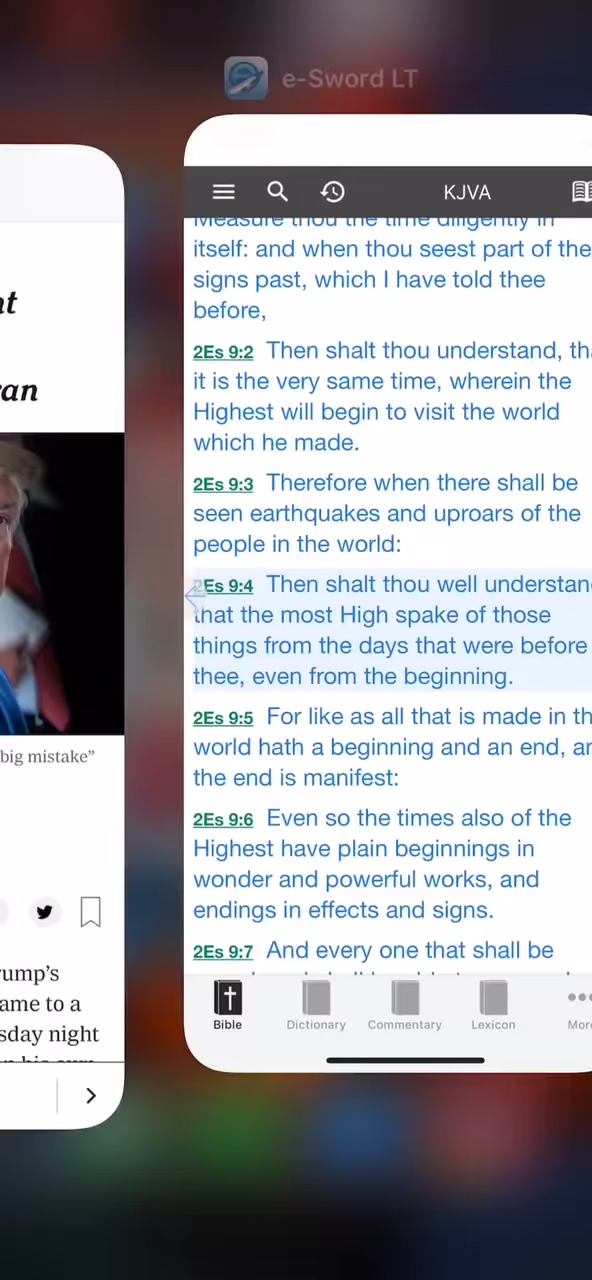 e-Sword LT
KJVA
Measure thou the time diligently in
itself: and when thou seest part of the
signs past, which I have told thee
before,
2Es 9:2 Then shalt thou understand,
it is the very same time, wherein the
Highest will begin to visit the world
which he made.
2Es 9:3 Therefore when there shall be
seen earthquakes and uproars of the
people in the world:
2Es 9:4 Then shalt thou well understan
that the most High spake of those
things from the days that were before
thee, even from the beginning.
2Es 9:5 For like as all that is made in th
world hath a beginning and an end, a
the end is manifest:
2Es 9:6 Even so the times also of the
Highest have plain beginnings in
wonder and powerful works, and
endings in effects and signs.
2Es 9:7 And every one that shall be
Bible
Dictionary
Commentary
Lexicon
More
nt
ran
big mistake”
rump’s
ame to a
sday night